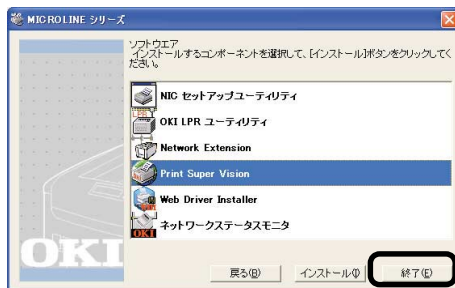 MICROLINE シリーズ
ソフトウエア
インストールするコンポーネントを選択して、[インストール]ボタンをクリックしてく
ださい。
NIC セットアップユーティリティ
LPR
OKI LPR ユーティリティ
Network Extension
Print Super Vision
Web Driver Installer
OKI
ネットワークステータスモニタ
OKI
戻る(B)
インストール(I)
終了(E)